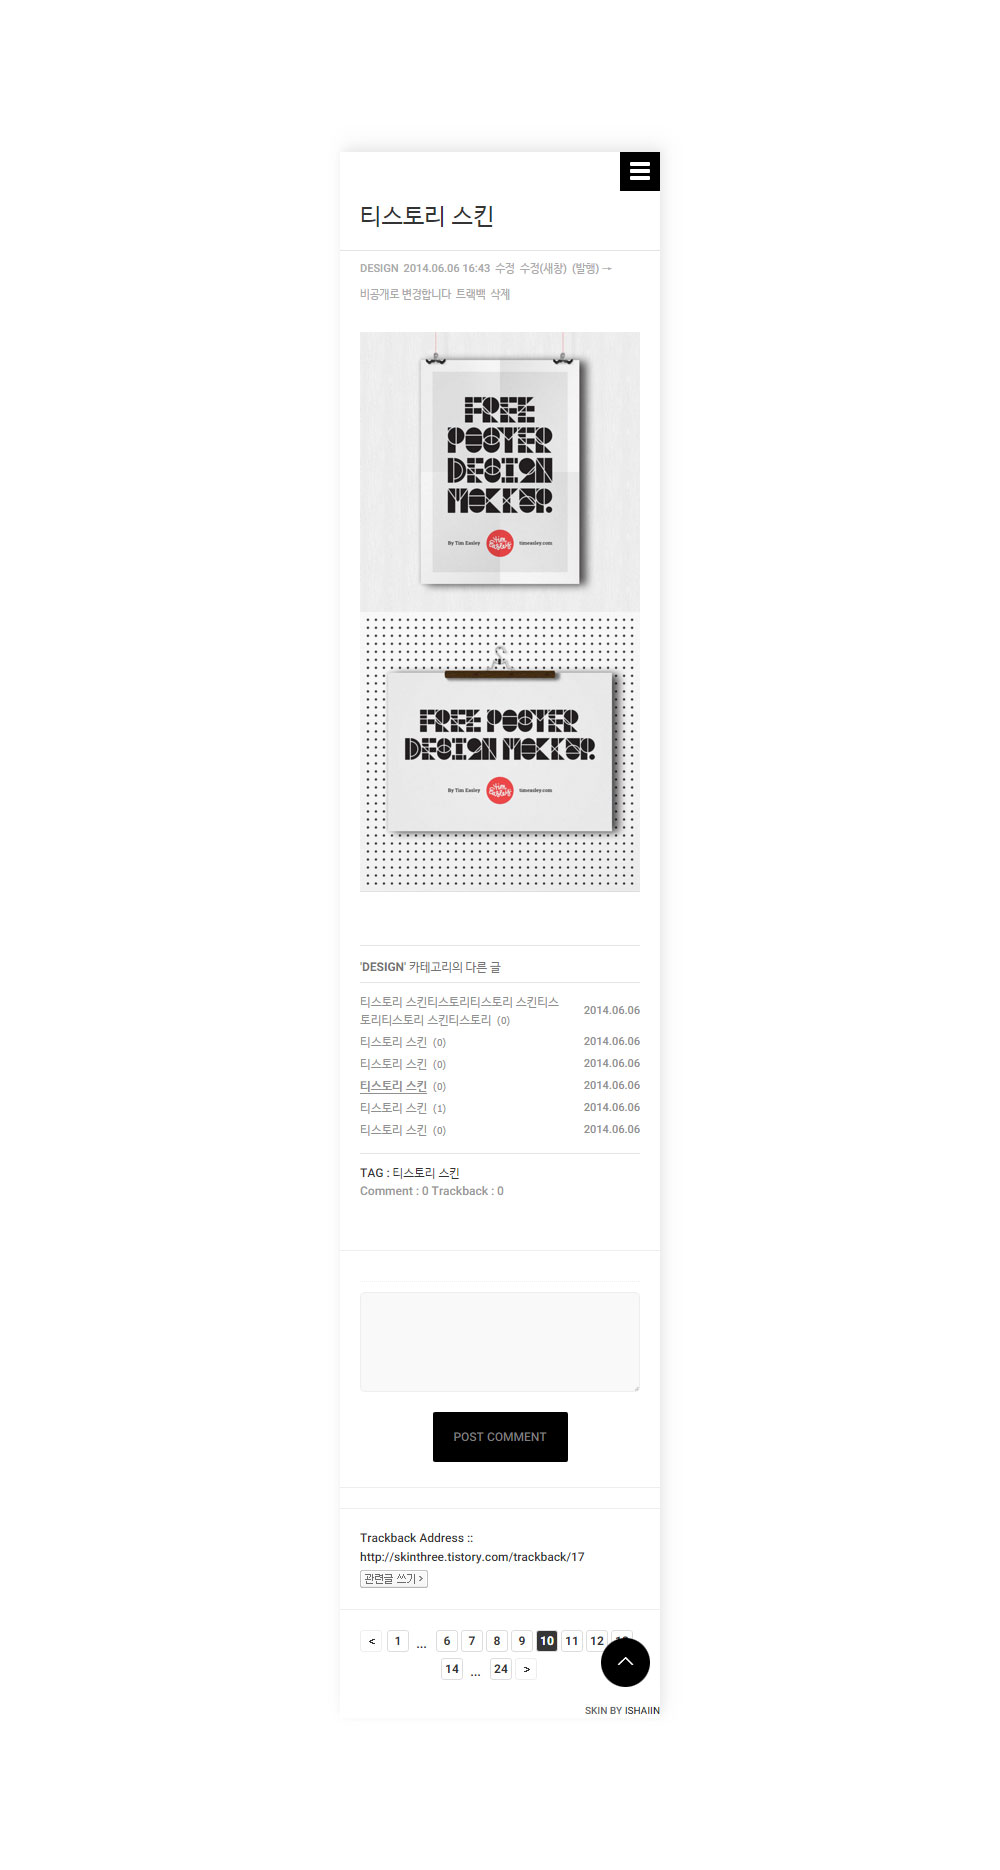 티스토리 스킨
DESIGN 2014.06.06 16:43 수정 수정(새창) (발행) →
비공개로 변경합니다 트랙백 삭제
FREE
POSTER
DESIGN
MOKKUP.
By Tim Easley tim Easley timeasley.com
FREE POSTER
DESIGN MOKKUP.
By Tim Easley tim Easley timeasley.com
'DESIGN' 카테고리의 다른 글
티스토리 스킨티스토리티스토리 스킨티스
토리티스토리 스킨티스토리 (0) 2014.06.06
티스토리 스킨 (0) 2014.06.06
티스토리 스킨 (0) 2014.06.06
티스토리 스킨 (0) 2014.06.06
티스토리 스킨 (1) 2014.06.06
티스토리 스킨 (0) 2014.06.06
TAG : 티스토리 스킨
Comment : 0 Trackback : 0
POST COMMENT
Trackback Address ::
http://skinthree.tistory.com/trackback/17
관련글 쓰기 >
< 1 ... 6 7 8 9 10 11 12
14 ... 24 >
SKIN BY ISHAIIN